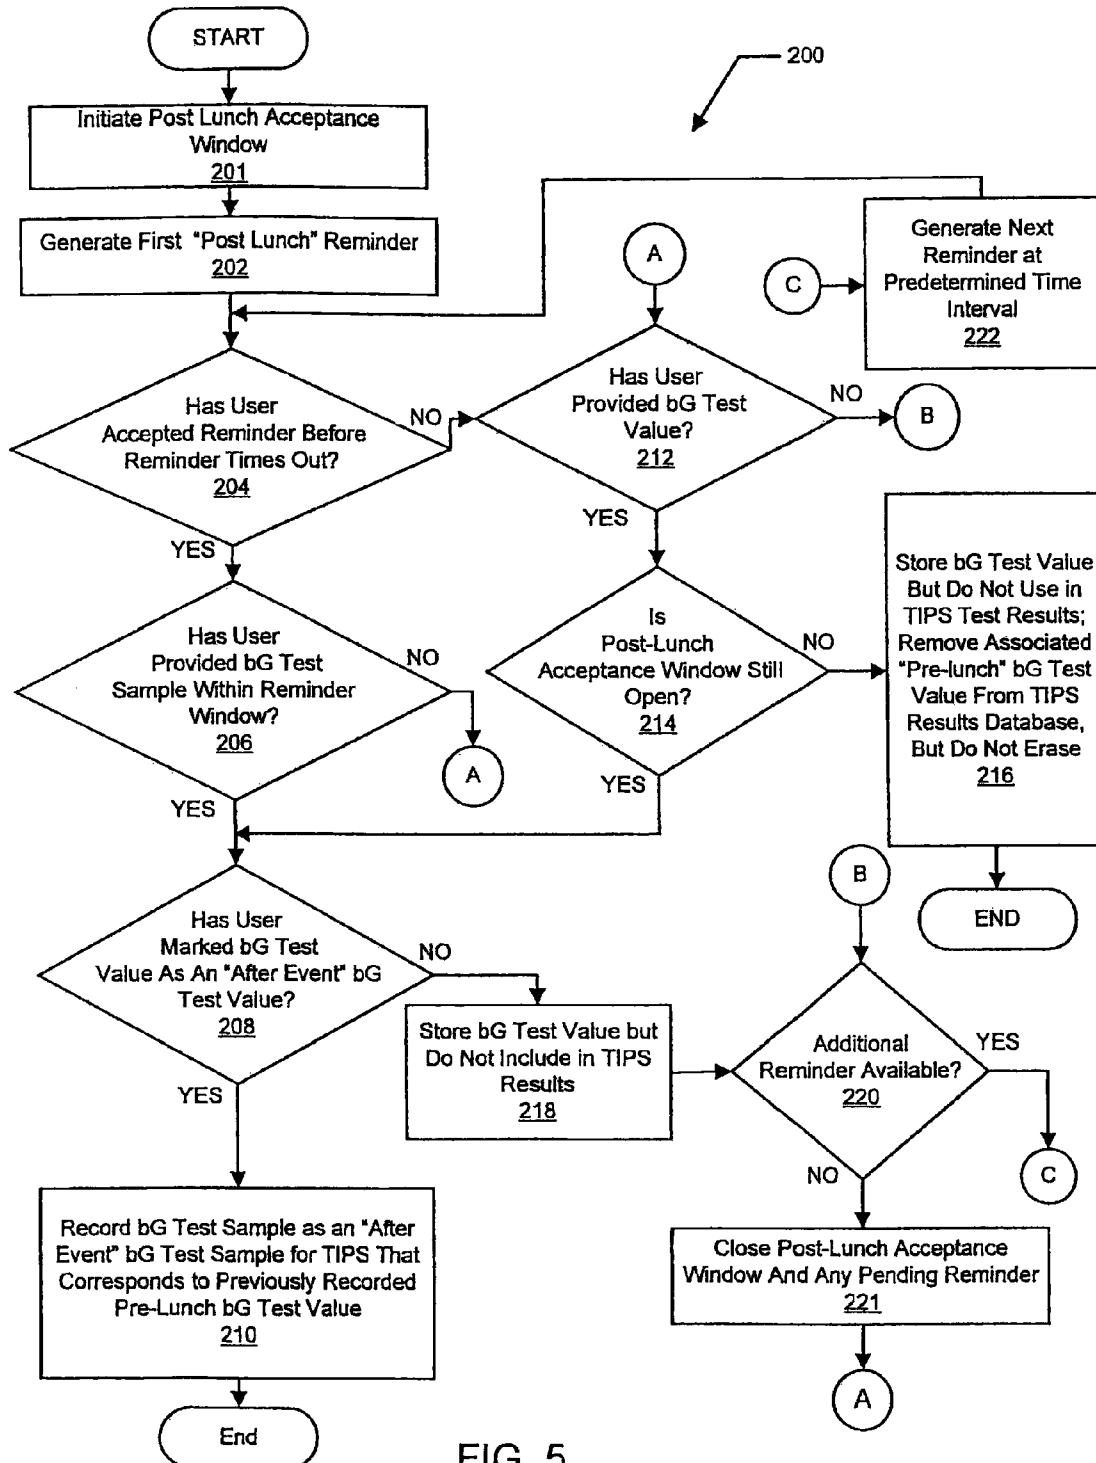 START
200
Initiate Post Lunch Acceptance
Window
201
Generate First "Post Lunch" Reminder
202
A
C
Generate Next
Reminder at
Predetermined Time
Interval
222
Has User
Accepted Reminder Before
Reminder Times Out?
204
NO
YES
Has User
Provided bG Test
Value?
212
NO
B
YES
Has User
Provided bG Test
Sample Within Reminder
Window?
206
NO
A
YES
Is
Post-Lunch
Acceptance Window Still
Open?
214
NO
YES
Store bG Test Value
But Do Not Use in
TIPS Test Results;
Remove Associated
"Pre-lunch" bG Test
Value From TIPS
Results Database,
But Do Not Erase
216
END
Has User
Marked bG Test
Value As An "After Event" bG
Test Value?
208
NO
YES
Store bG Test Value but
Do Not Include in TIPS
Results
218
B
Additional
Reminder Available?
220
YES
C
NO
Record bG Test Sample as an "After
Event" bG Test Sample for TIPS That
Corresponds to Previously Recorded
Pre-Lunch bG Test Value
210
End
Close Post-Lunch Acceptance
Window And Any Pending Reminder
221
A
FIG. 5